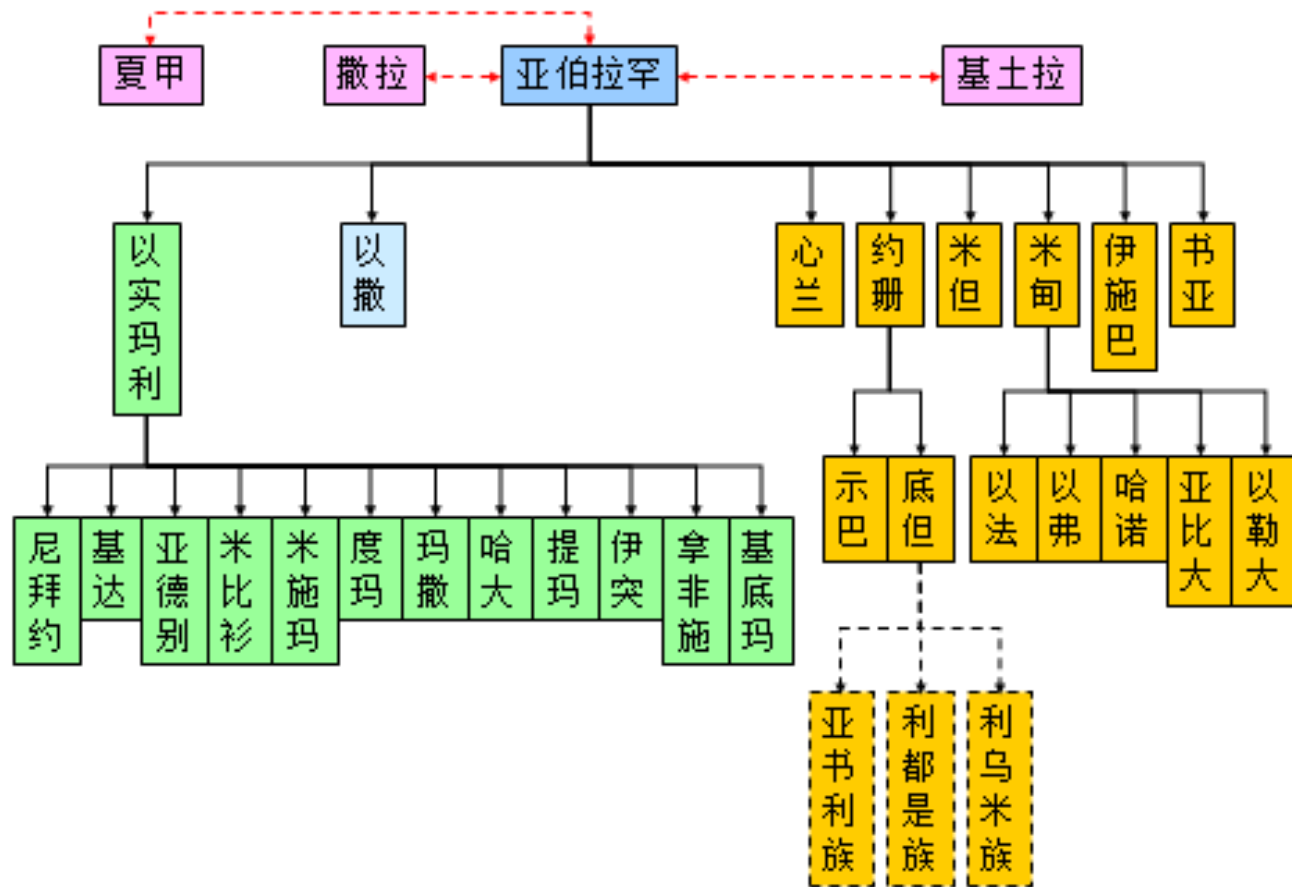 夏甲
撒拉
亚伯拉罕
基土拉
以实玛利
以撒
心兰
约珊
米但
米甸
伊施巴
书亚
示巴
底但
以法
以弗
哈诺
亚比大
以勒大
尼拜约
基达
亚德别
米比衫
米施玛
度玛
玛撒
哈大
提玛
伊突
拿非施
基底玛
亚书利族
利都是族
利乌米族